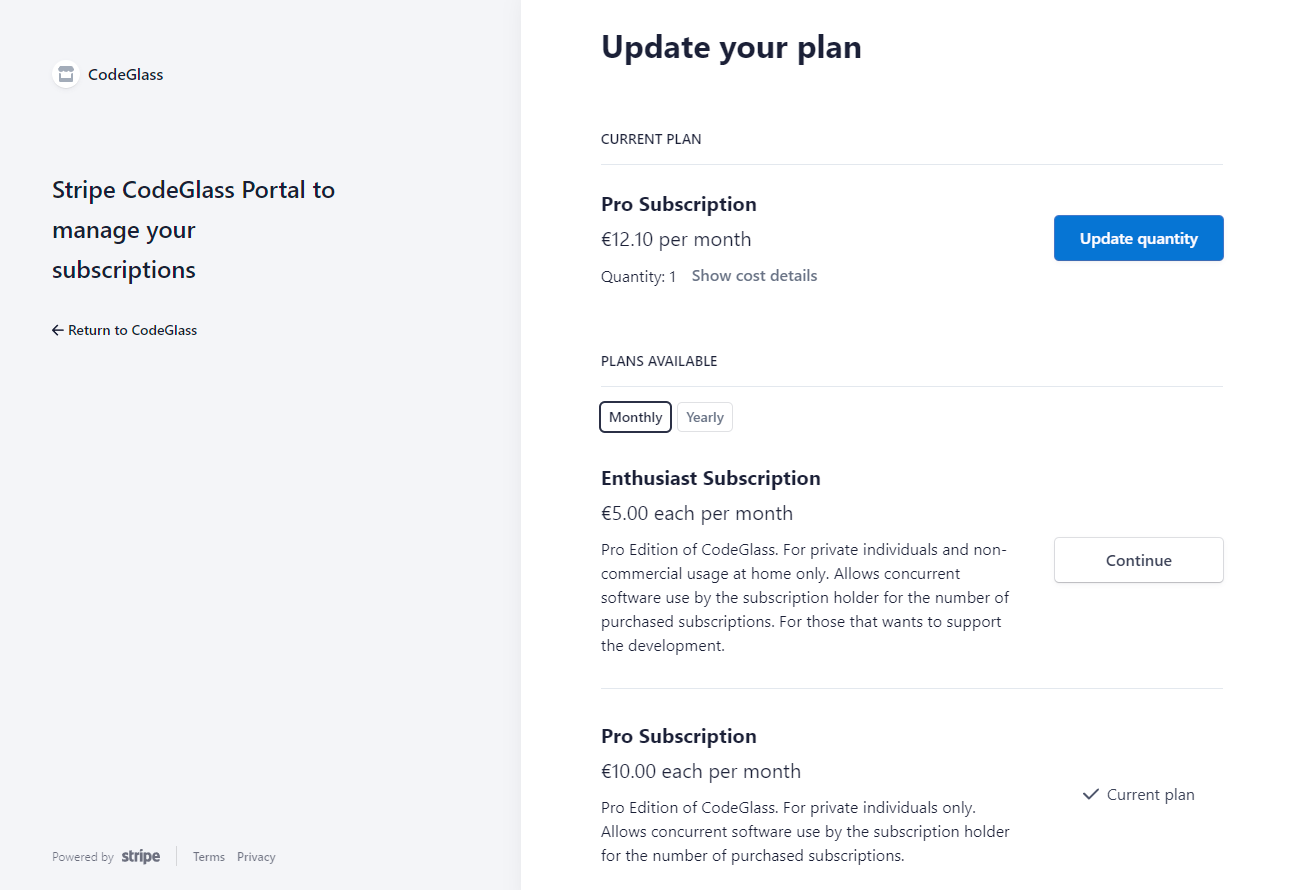 CodeGlass
Stripe CodeGlass Portal to
manage your
subscriptions
← Return to CodeGlass
Powered by stripe
Terms Privacy
Update your plan
CURRENT PLAN
Pro Subscription
€12.10 per month
Quantity: 1 Show cost details
Update quantity
PLANS AVAILABLE
Monthly Yearly
Enthusiast Subscription
€5.00 each per month
Pro Edition of CodeGlass. For private individuals and non-
commercial usage at home only. Allows concurrent
software use by the subscription holder for the number of
purchased subscriptions. For those that wants to support
the development.
Continue
Pro Subscription
€10.00 each per month
Pro Edition of CodeGlass. For private individuals only.
Allows concurrent software use by the subscription holder
for the number of purchased subscriptions.
Current plan